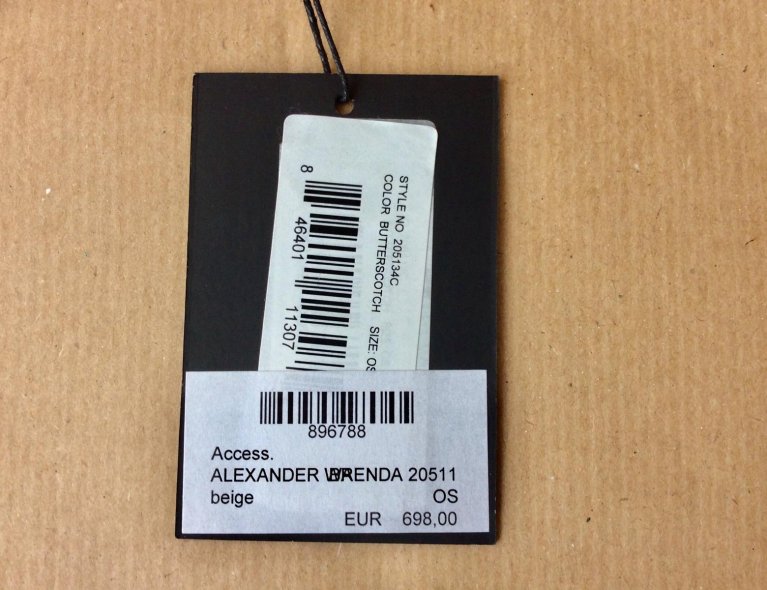 STYLE NO 205134C
COLOR BUTTERSCOTCH SIZE: OS
8 46401 11307
896788
Access.
ALEXANDER BRENDA 20511
beige OS
EUR 698,00